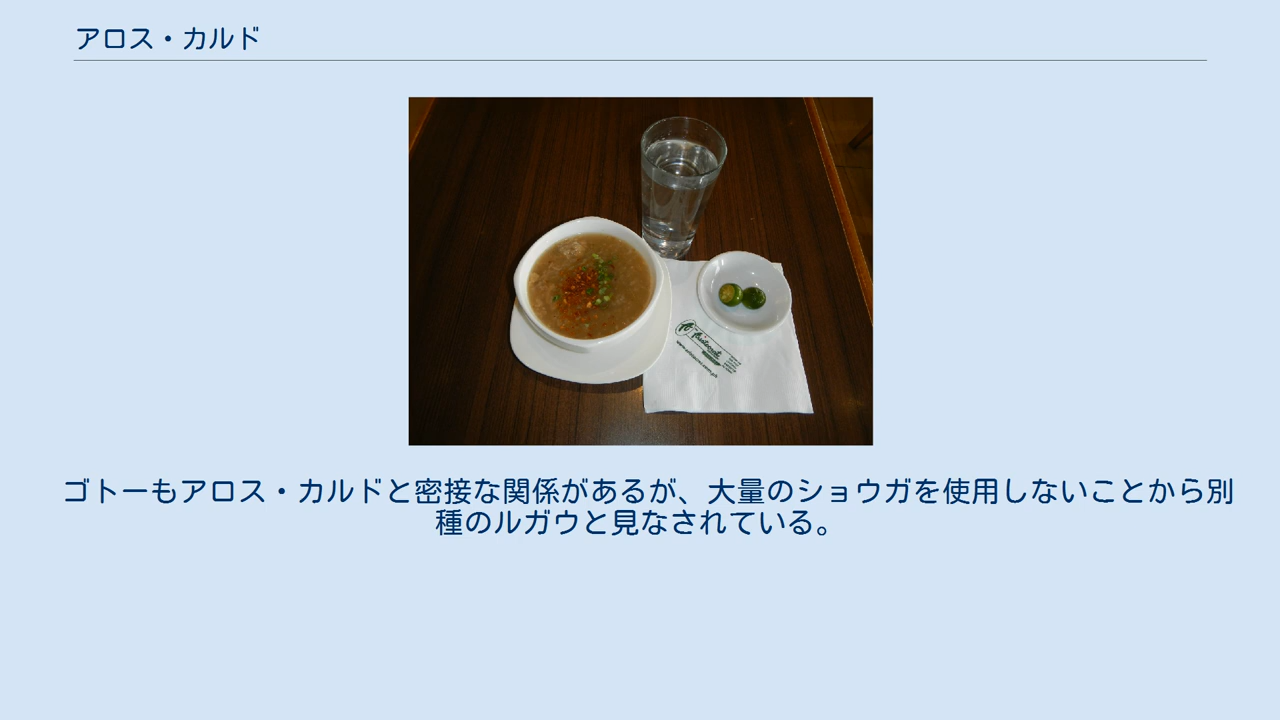 アロス・カルド
ゴトーもアロス・カルドと密接な関係があるが、大量のショウガを使用しないことから別
種のルガウと見なされている。